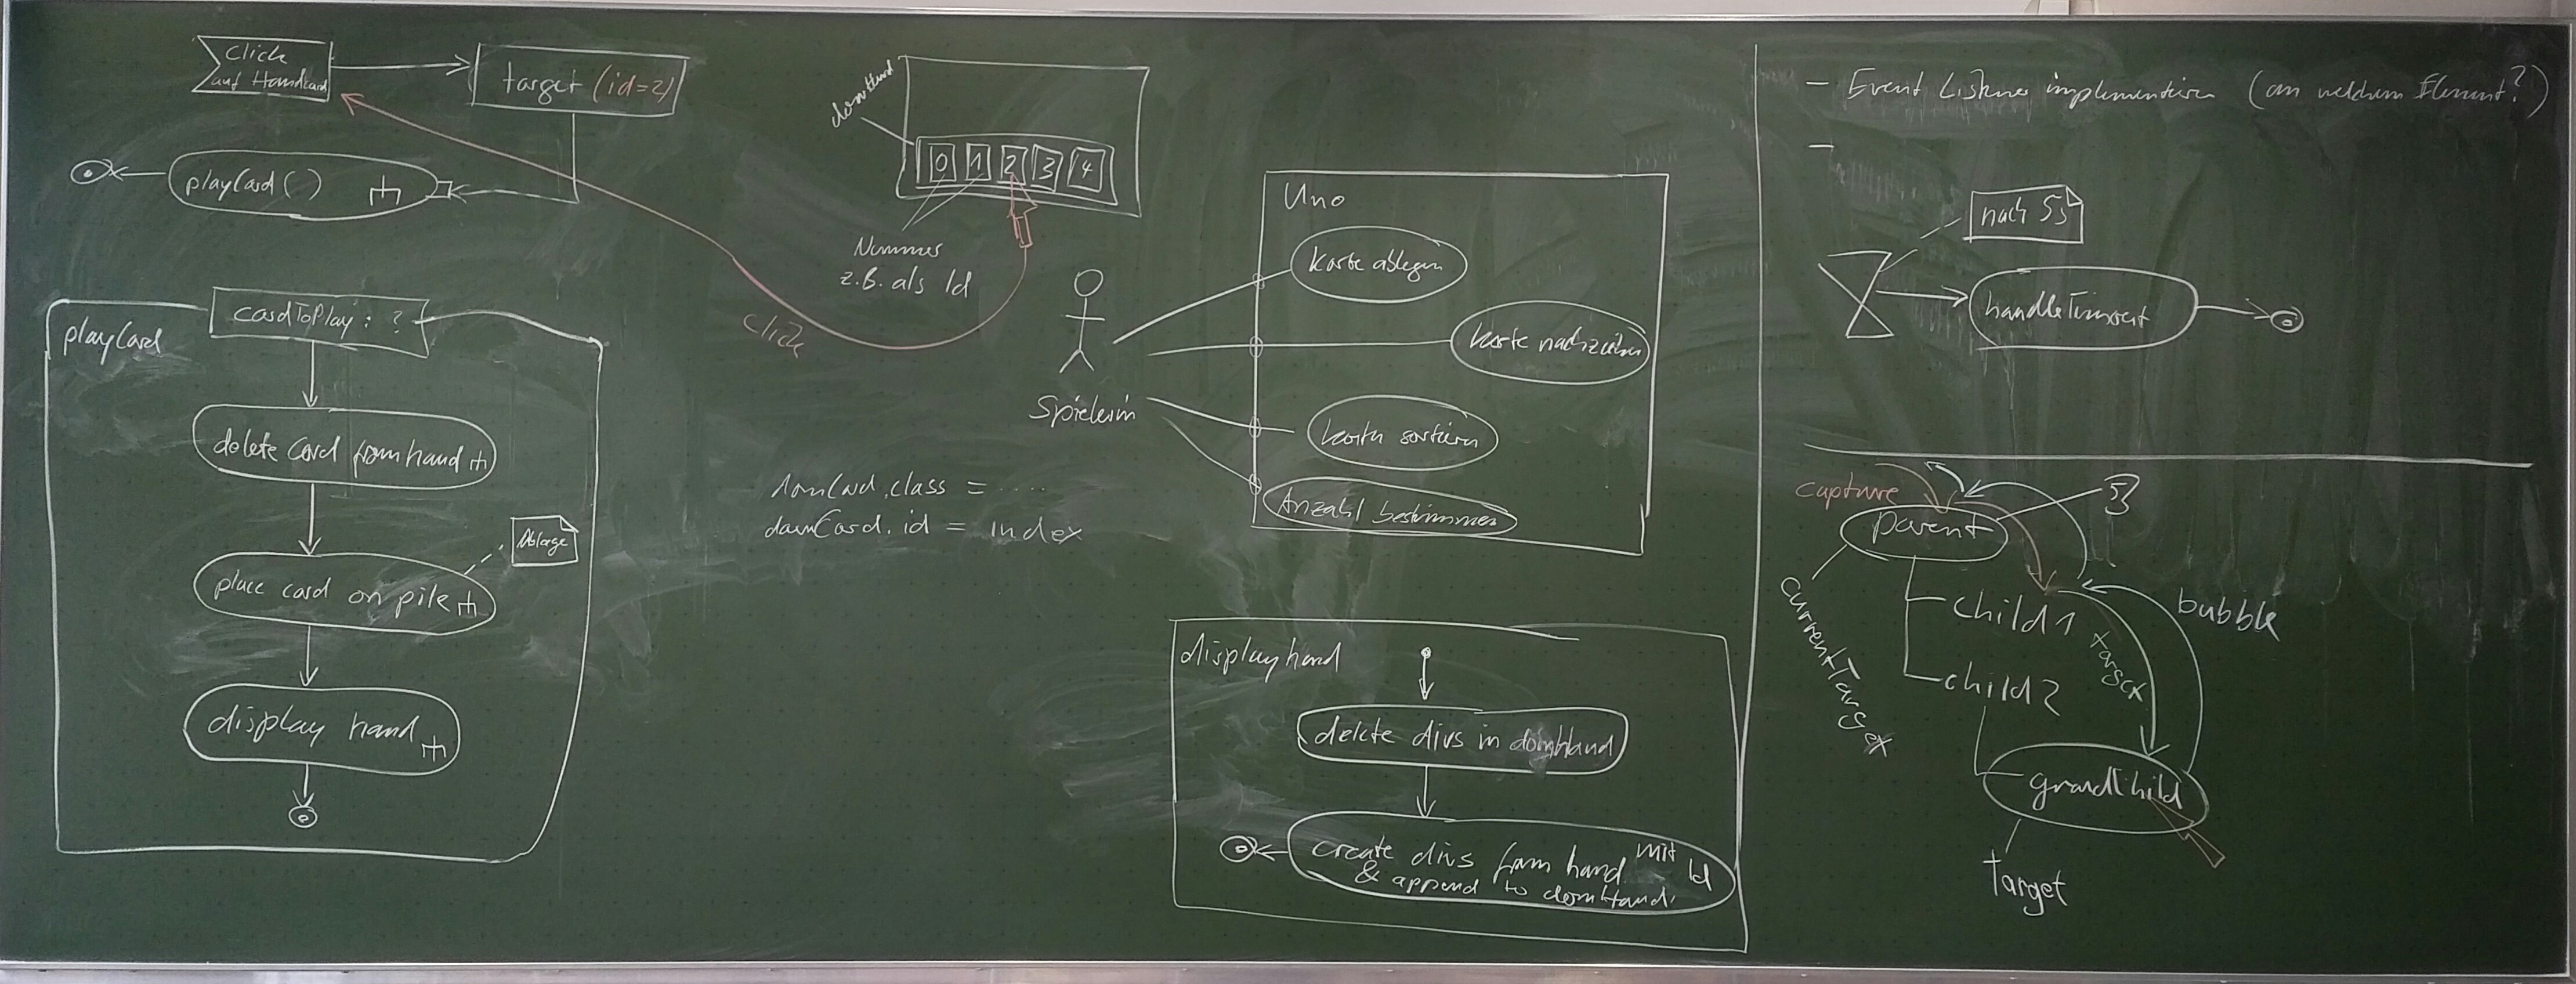 Click
auf Handcard
target (id=2)
playCard()
domHand
0 1 2 3 4
Nummer
z.B. als Id
click
playCard
cardToPlay: ?
delete card from hand
place card on pile
Ablage
display hand
domCard.class = ....
domCard.id = index
Spielerin
Uno
Karte ablegen
Karte nachziehen
Karten sortieren
Anzahl bestimmen
displayhand
delete divs in domHand
create divs from hand mit Id
& append to domHand
- Event Listener implementieren (an welchem Element?)
-
nach 5s
handleTimeout
capture
parent
currentTarget
child1
child2
target
bubble
grandChild
target